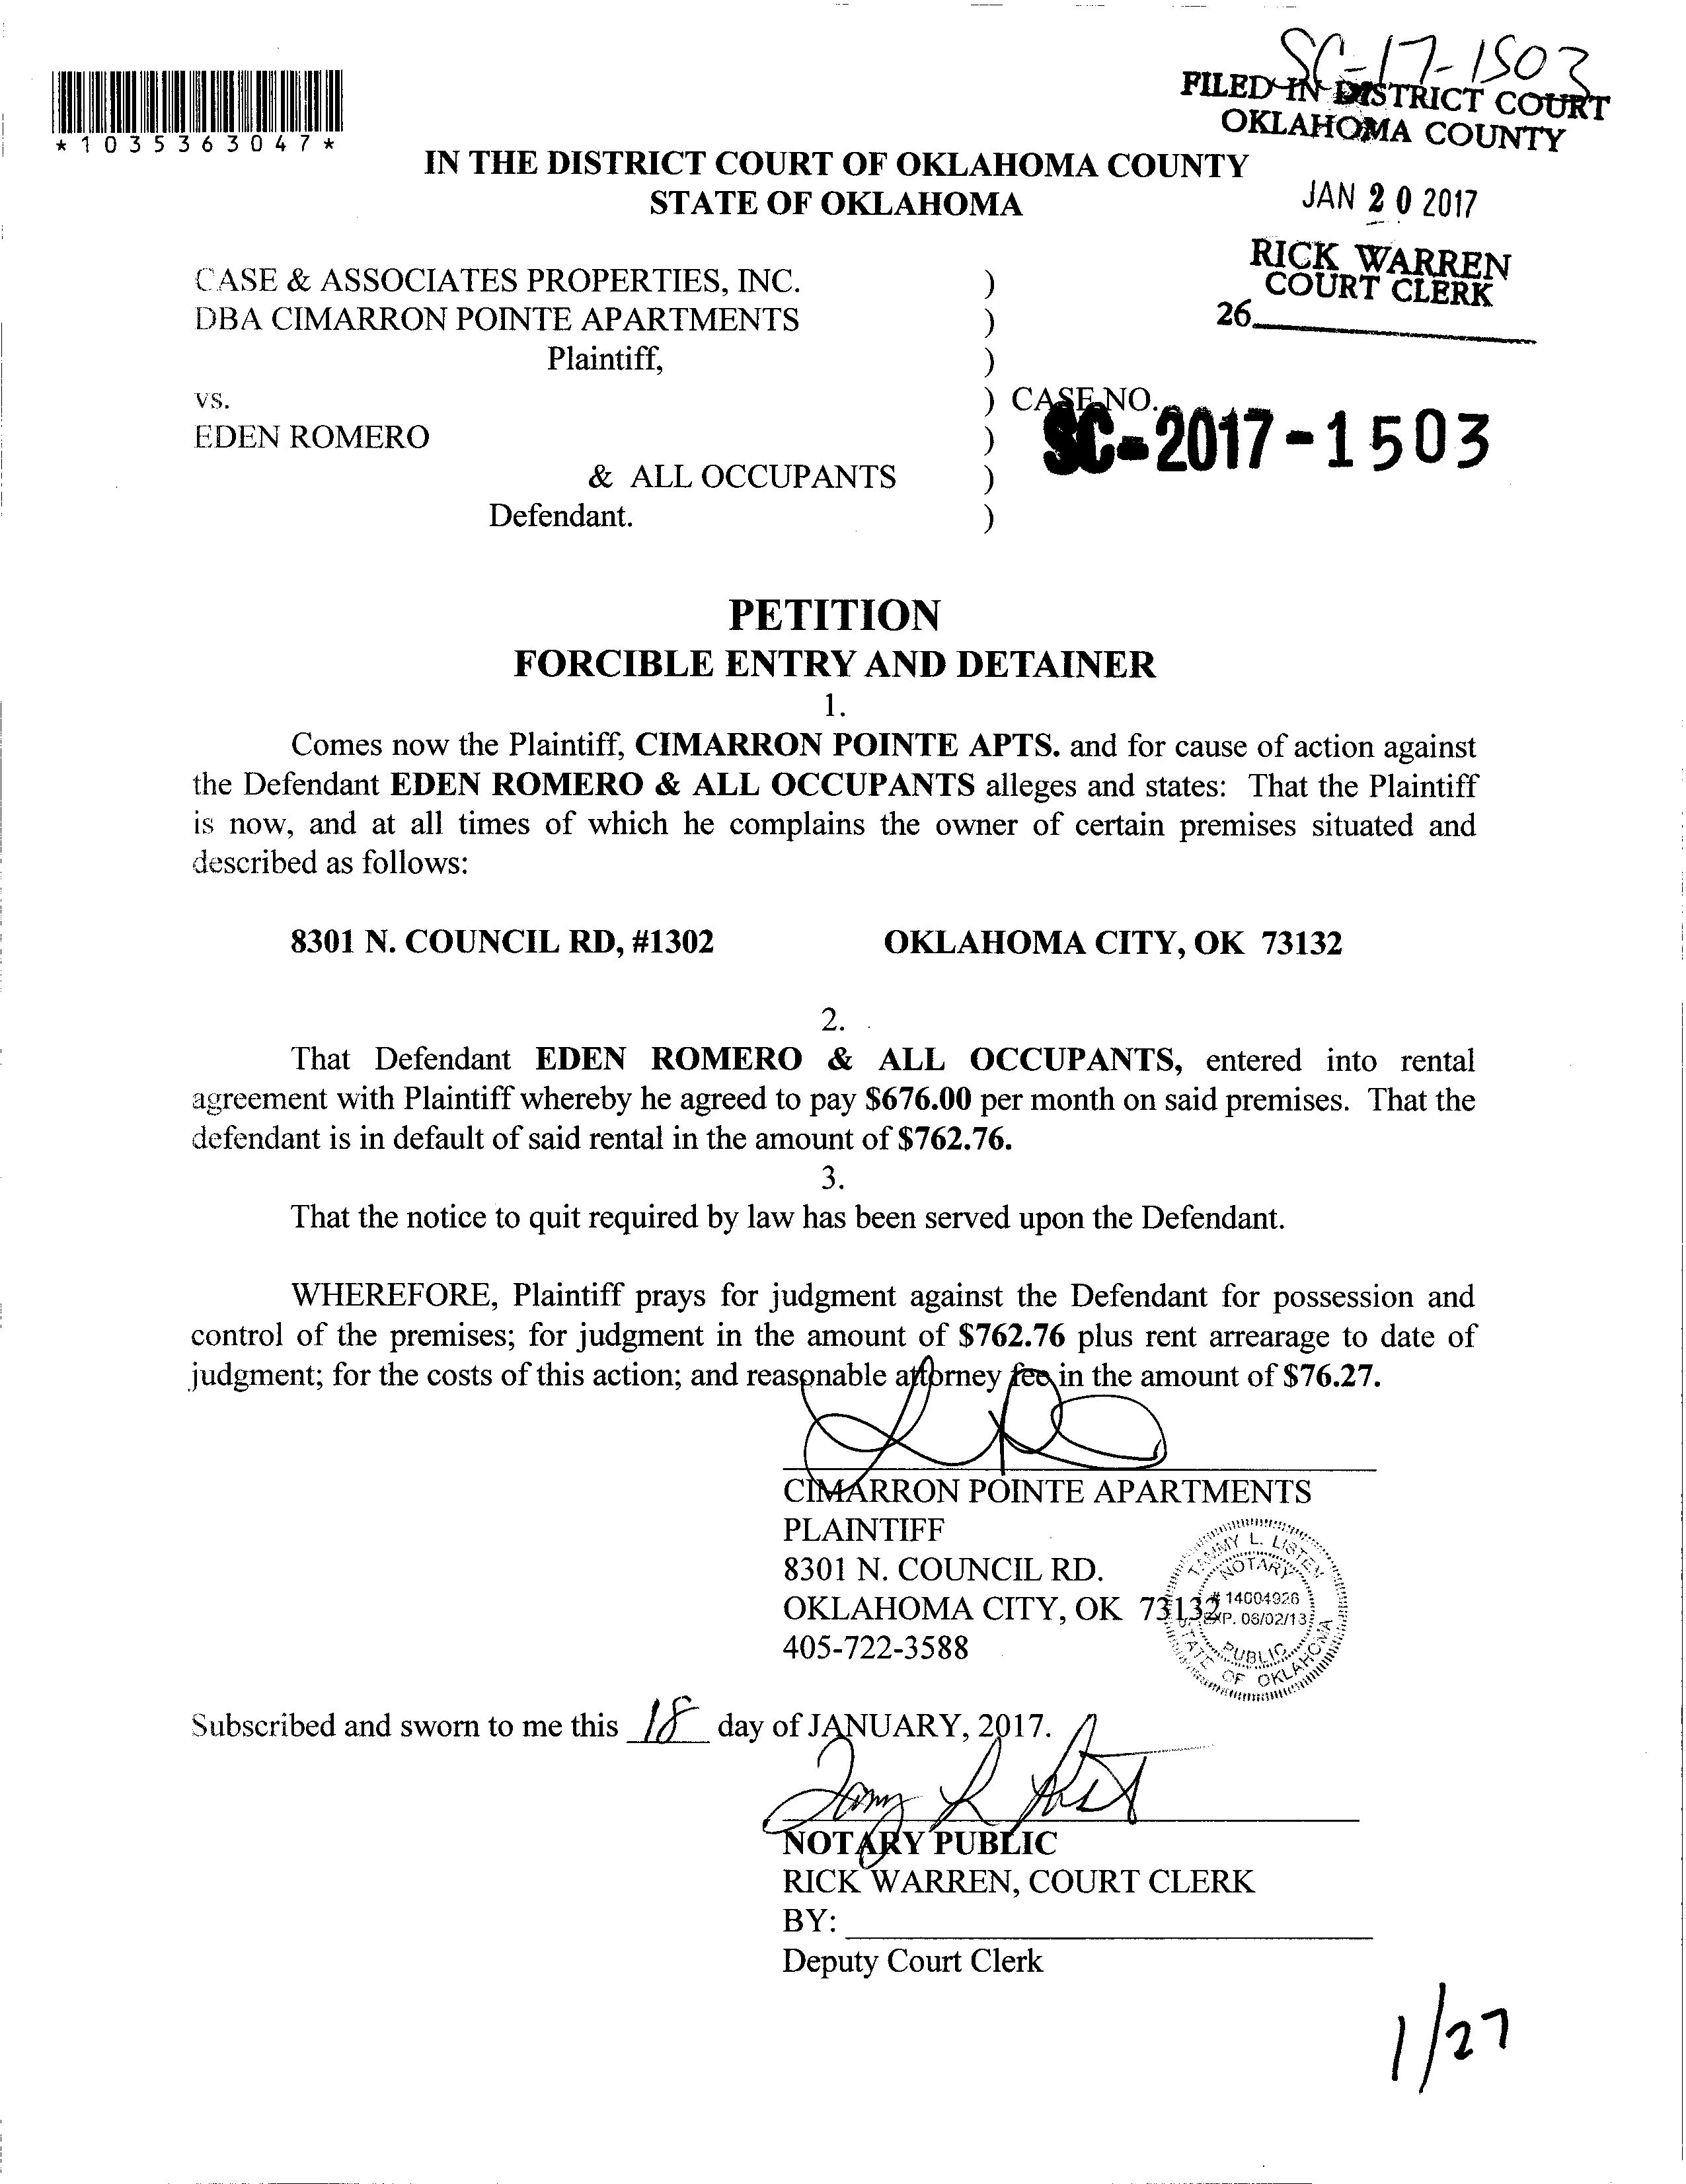 SC-17-1503
FILED IN DISTRICT COURT
OKLAHOMA COUNTY
*1035363047*
IN THE DISTRICT COURT OF OKLAHOMA COUNTY
STATE OF OKLAHOMA
JAN 20 2017
RICK WARREN
COURT CLERK
26
CASE & ASSOCIATES PROPERTIES, INC. )
DBA CIMARRON POINTE APARTMENTS )
Plaintiff, )
vs. ) CASE NO.
SC-2017-1503
EDEN ROMERO )
& ALL OCCUPANTS )
Defendant. )
PETITION
FORCIBLE ENTRY AND DETAINER
1.
Comes now the Plaintiff, CIMARRON POINTE APTS. and for cause of action against
the Defendant EDEN ROMERO & ALL OCCUPANTS alleges and states: That the Plaintiff
is now, and at all times of which he complains the owner of certain premises situated and
described as follows:
8301 N. COUNCIL RD, #1302 OKLAHOMA CITY, OK 73132
2.
That Defendant EDEN ROMERO & ALL OCCUPANTS, entered into rental
agreement with Plaintiff whereby he agreed to pay $676.00 per month on said premises. That the
defendant is in default of said rental in the amount of $762.76.
3.
That the notice to quit required by law has been served upon the Defendant.
WHEREFORE, Plaintiff prays for judgment against the Defendant for possession and
control of the premises; for judgment in the amount of $762.76 plus rent arrearage to date of
judgment; for the costs of this action; and reasonable attorney fee in the amount of $76.27.
CIMARRON POINTE APARTMENTS
PLAINTIFF
8301 N. COUNCIL RD.
OKLAHOMA CITY, OK 73132
405-722-3588
TAMMY L. LISTEN
NOTARY
# 14004926
EXP. 06/02/13
PUBLIC
STATE OF OKLAHOMA
Subscribed and sworn to me this 18 day of JANUARY, 2017.
NOTARY PUBLIC
RICK WARREN, COURT CLERK
BY:
Deputy Court Clerk
1/27